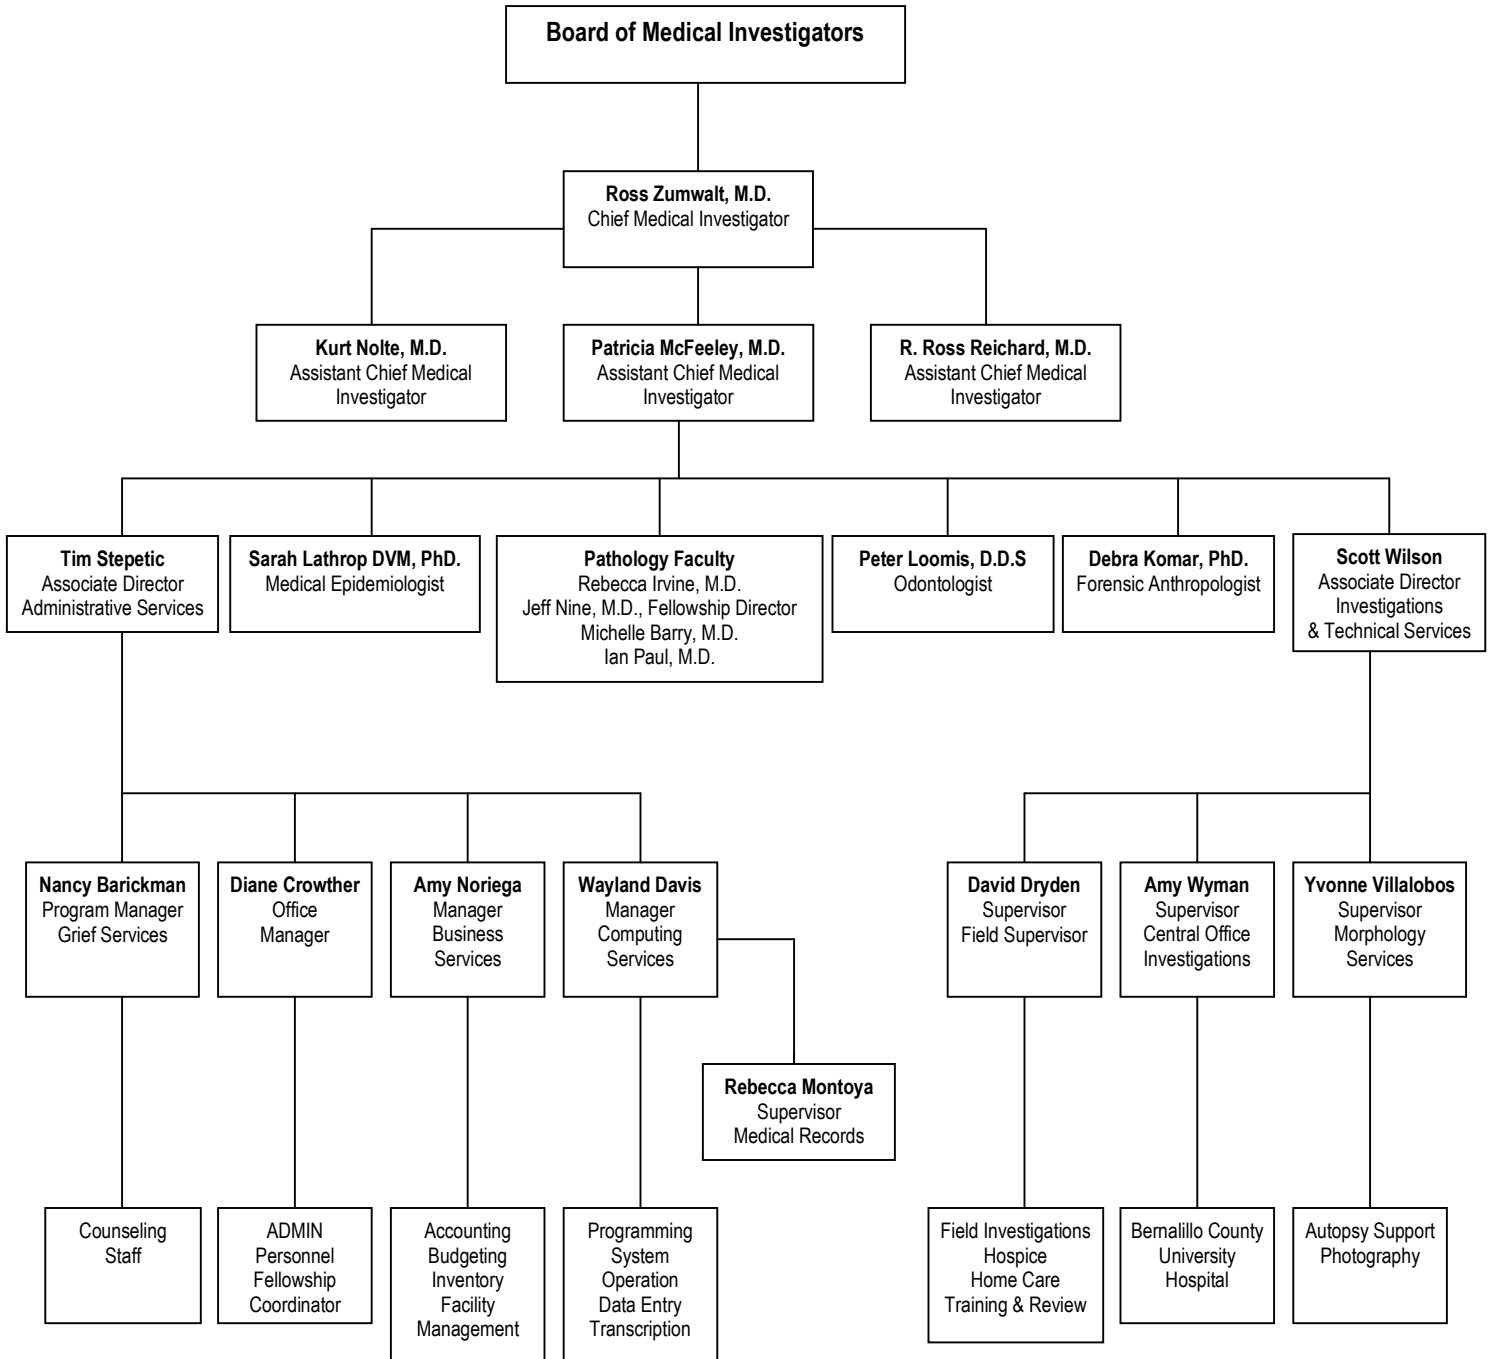 Board of Medical Investigators
Ross Zumwalt, M.D.
Chief Medical Investigator
Kurt Nolte, M.D.
Assistant Chief Medical
Investigator
Patricia McFeeley, M.D.
Assistant Chief Medical
Investigator
R. Ross Reichard, M.D.
Assistant Chief Medical
Investigator
Tim Stepetic
Associate Director
Administrative Services
Sarah Lathrop DVM, PhD.
Medical Epidemiologist
Pathology Faculty
Rebecca Irvine, M.D.
Jeff Nine, M.D., Fellowship Director
Michelle Barry, M.D.
Ian Paul, M.D.
Peter Loomis, D.D.S
Odontologist
Debra Komar, PhD.
Forensic Anthropologist
Scott Wilson
Associate Director
Investigations
& Technical Services
Nancy Barickman
Program Manager
Grief Services
Diane Crowther
Office
Manager
Amy Noriega
Manager
Business
Services
Wayland Davis
Manager
Computing
Services
David Dryden
Supervisor
Field Supervisor
Amy Wyman
Supervisor
Central Office
Investigations
Yvonne Villalobos
Supervisor
Morphology
Services
Rebecca Montoya
Supervisor
Medical Records
Counseling
Staff
ADMIN
Personnel
Fellowship
Coordinator
Accounting
Budgeting
Inventory
Facility
Management
Programming
System
Operation
Data Entry
Transcription
Field Investigations
Hospice
Home Care
Training & Review
Bernalillo County
University
Hospital
Autopsy Support
Photography